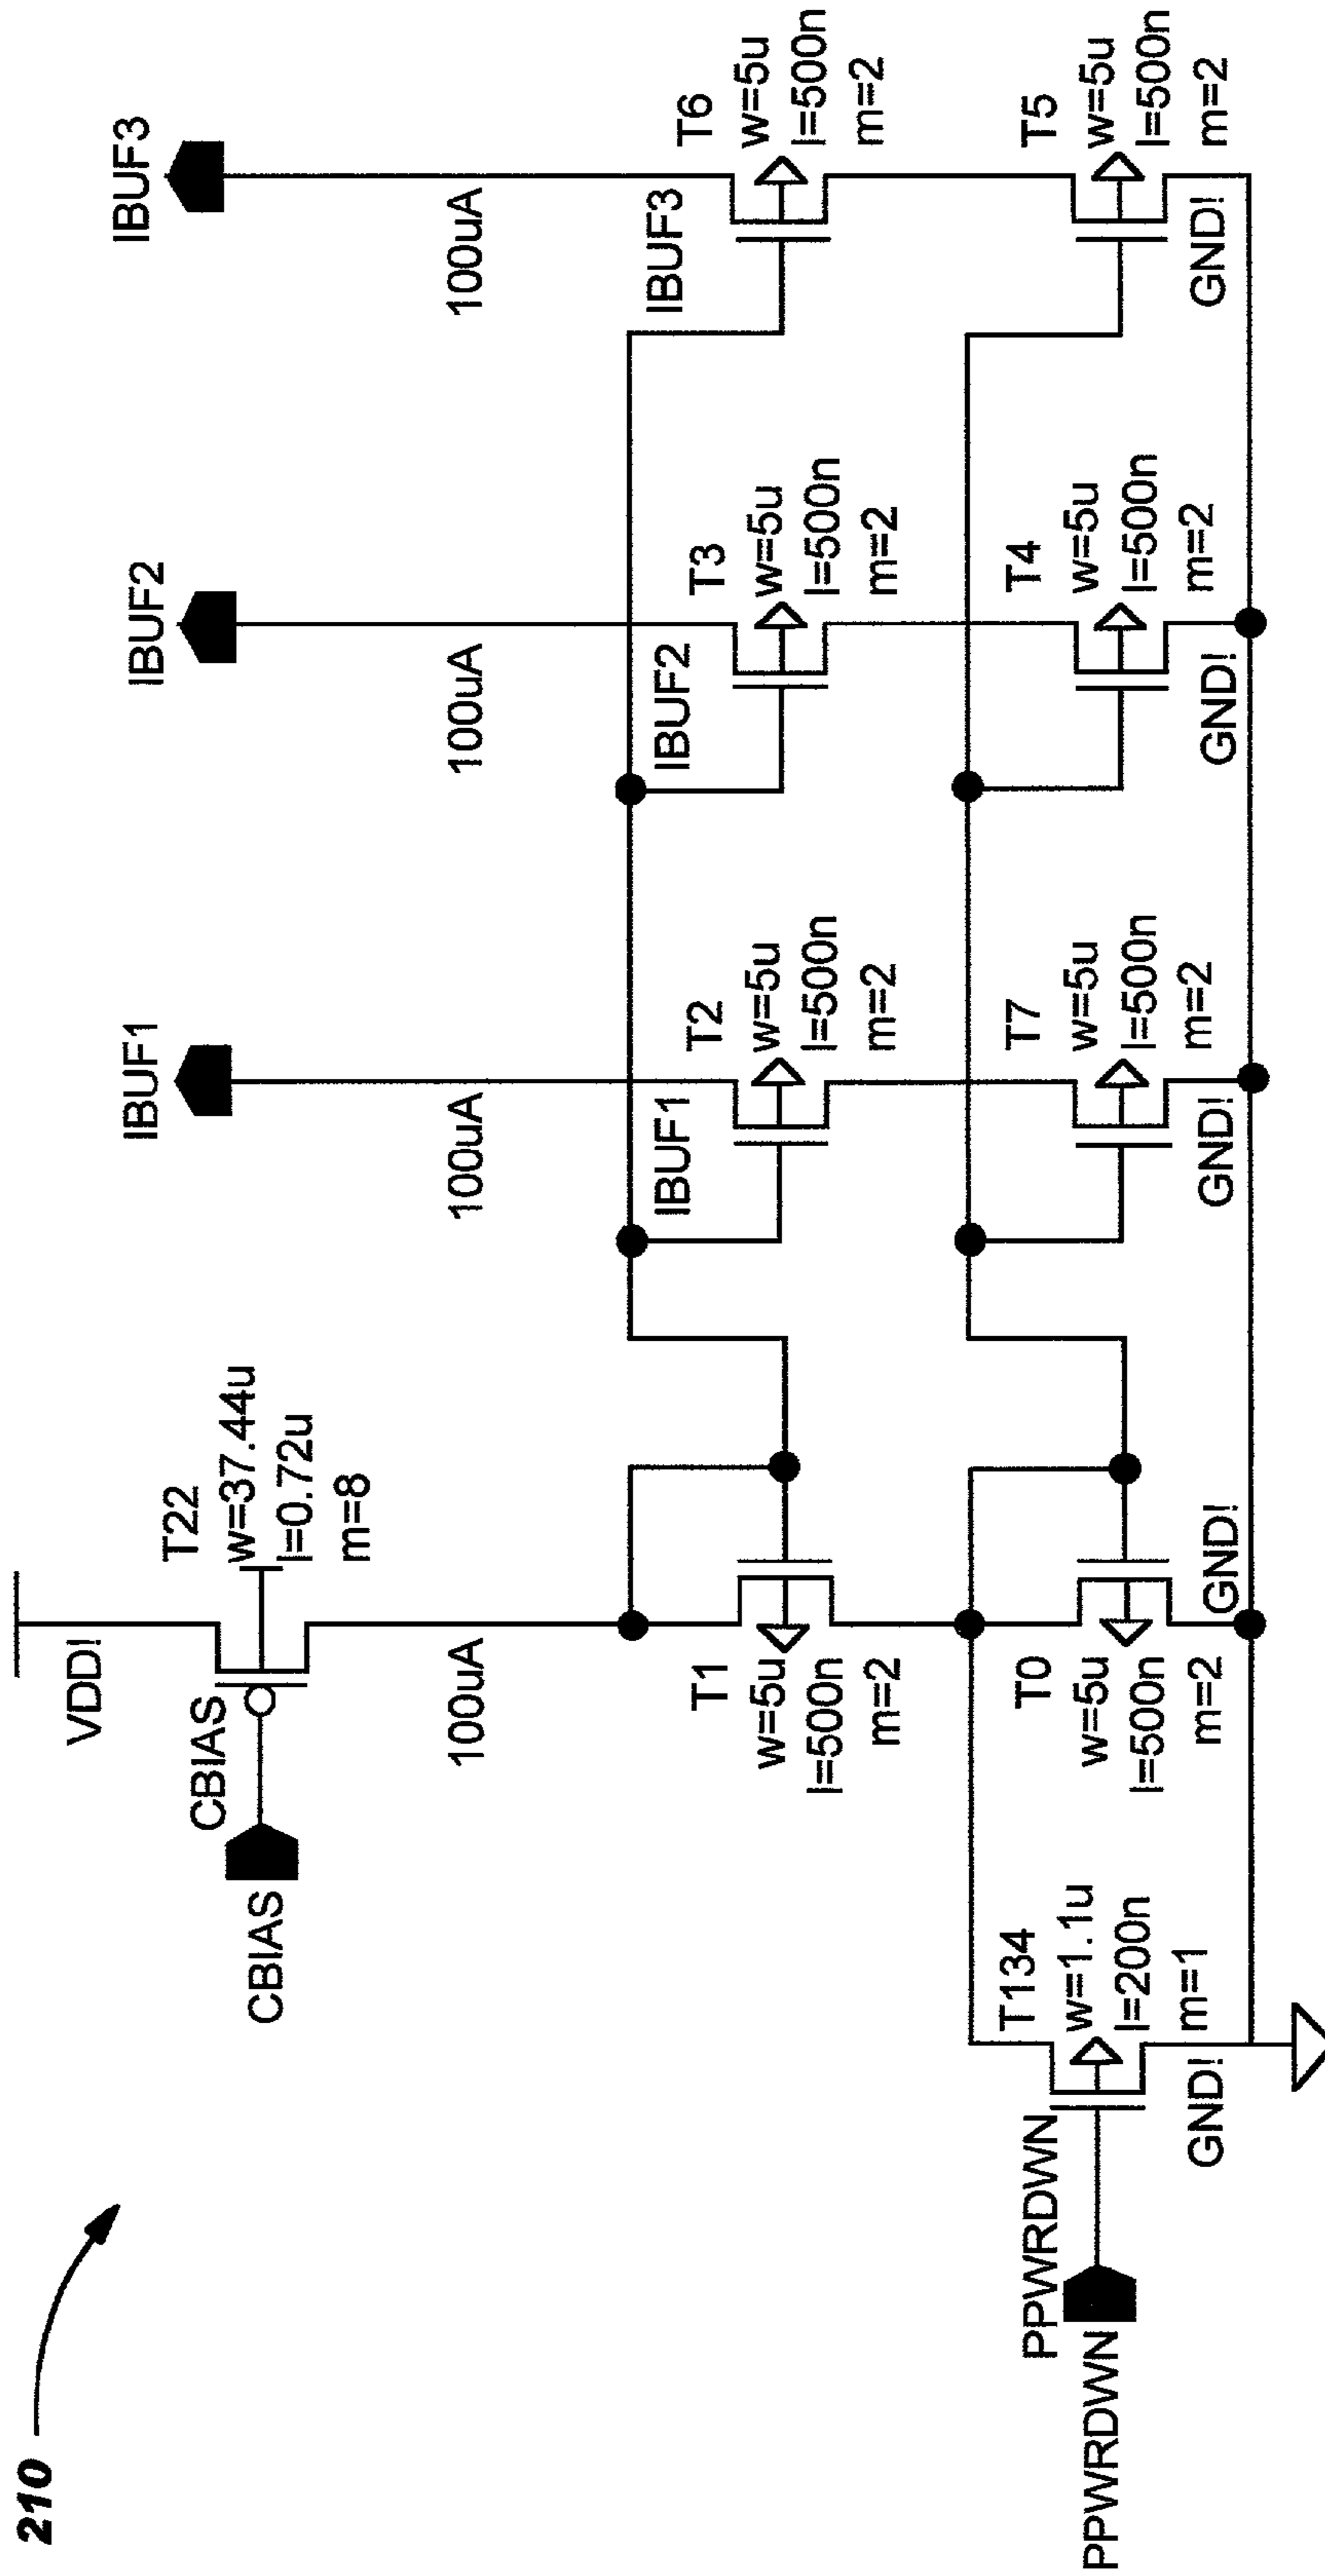 210
VDD!
T22
w=37.44u
l=0.72u
m=8
CBIAS
CBIAS
100uA
IBUF1
100uA
IBUF2
100uA
IBUF3
100uA
T1
w=5u
l=500n
m=2
IBUF1
T2
w=5u
l=500n
m=2
IBUF2
T3
w=5u
l=500n
m=2
IBUF3
T6
w=5u
l=500n
m=2
PPWRDWN
PPWRDWN
T134
w=1.1u
l=200n
m=1
GND!
T0
w=5u
l=500n
m=2
GND!
T7
w=5u
l=500n
m=2
GND!
T4
w=5u
l=500n
m=2
GND!
T5
w=5u
l=500n
m=2
GND!